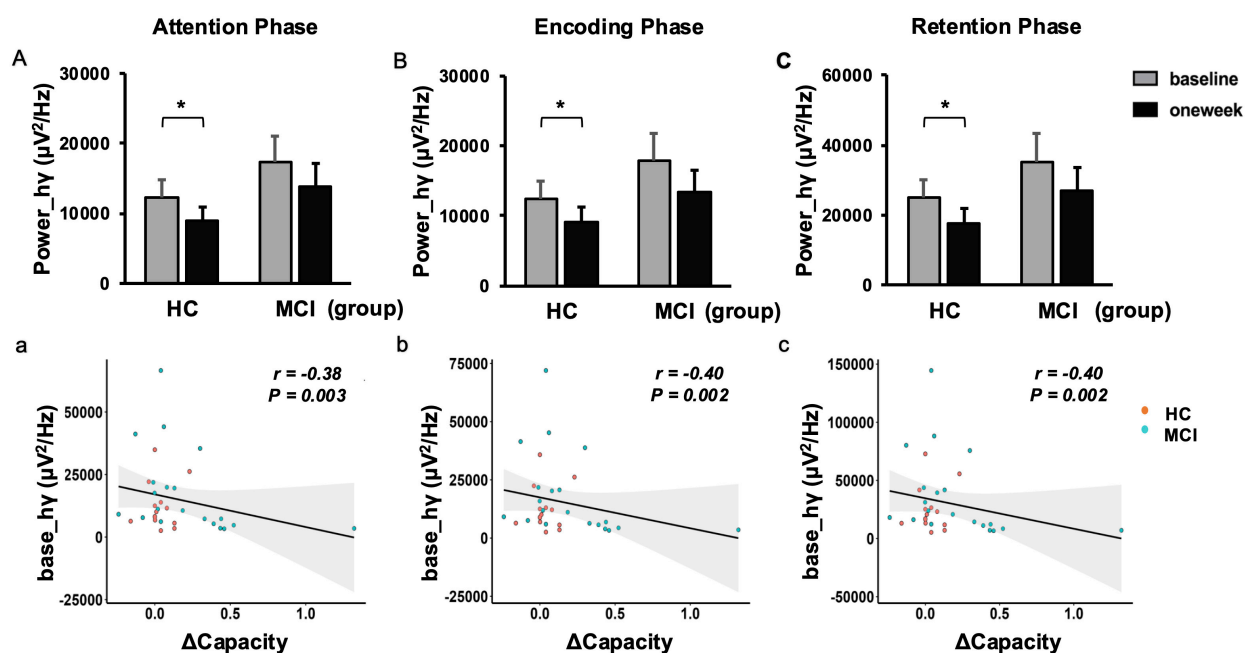 Attention Phase
Encoding Phase
Retention Phase
A
B
C
30000
20000
10000
0
Power_hγ (µV²/Hz)
*
HC
MCI (group)
30000
20000
10000
0
Power_hγ (µV²/Hz)
*
HC
MCI (group)
60000
40000
20000
0
Power_hγ (µV²/Hz)
*
HC
MCI (group)
baseline
oneweek
a
b
c
50000
25000
0
-25000
base_hγ (µV²/Hz)
r = -0.38
P = 0.003
0.0
0.5
1.0
ΔCapacity
75000
50000
25000
0
-25000
base_hγ (µV²/Hz)
r = -0.40
P = 0.002
0.0
0.5
1.0
ΔCapacity
150000
100000
50000
0
-50000
base_hγ (µV²/Hz)
r = -0.40
P = 0.002
0.0
0.5
1.0
ΔCapacity
HC
MCI